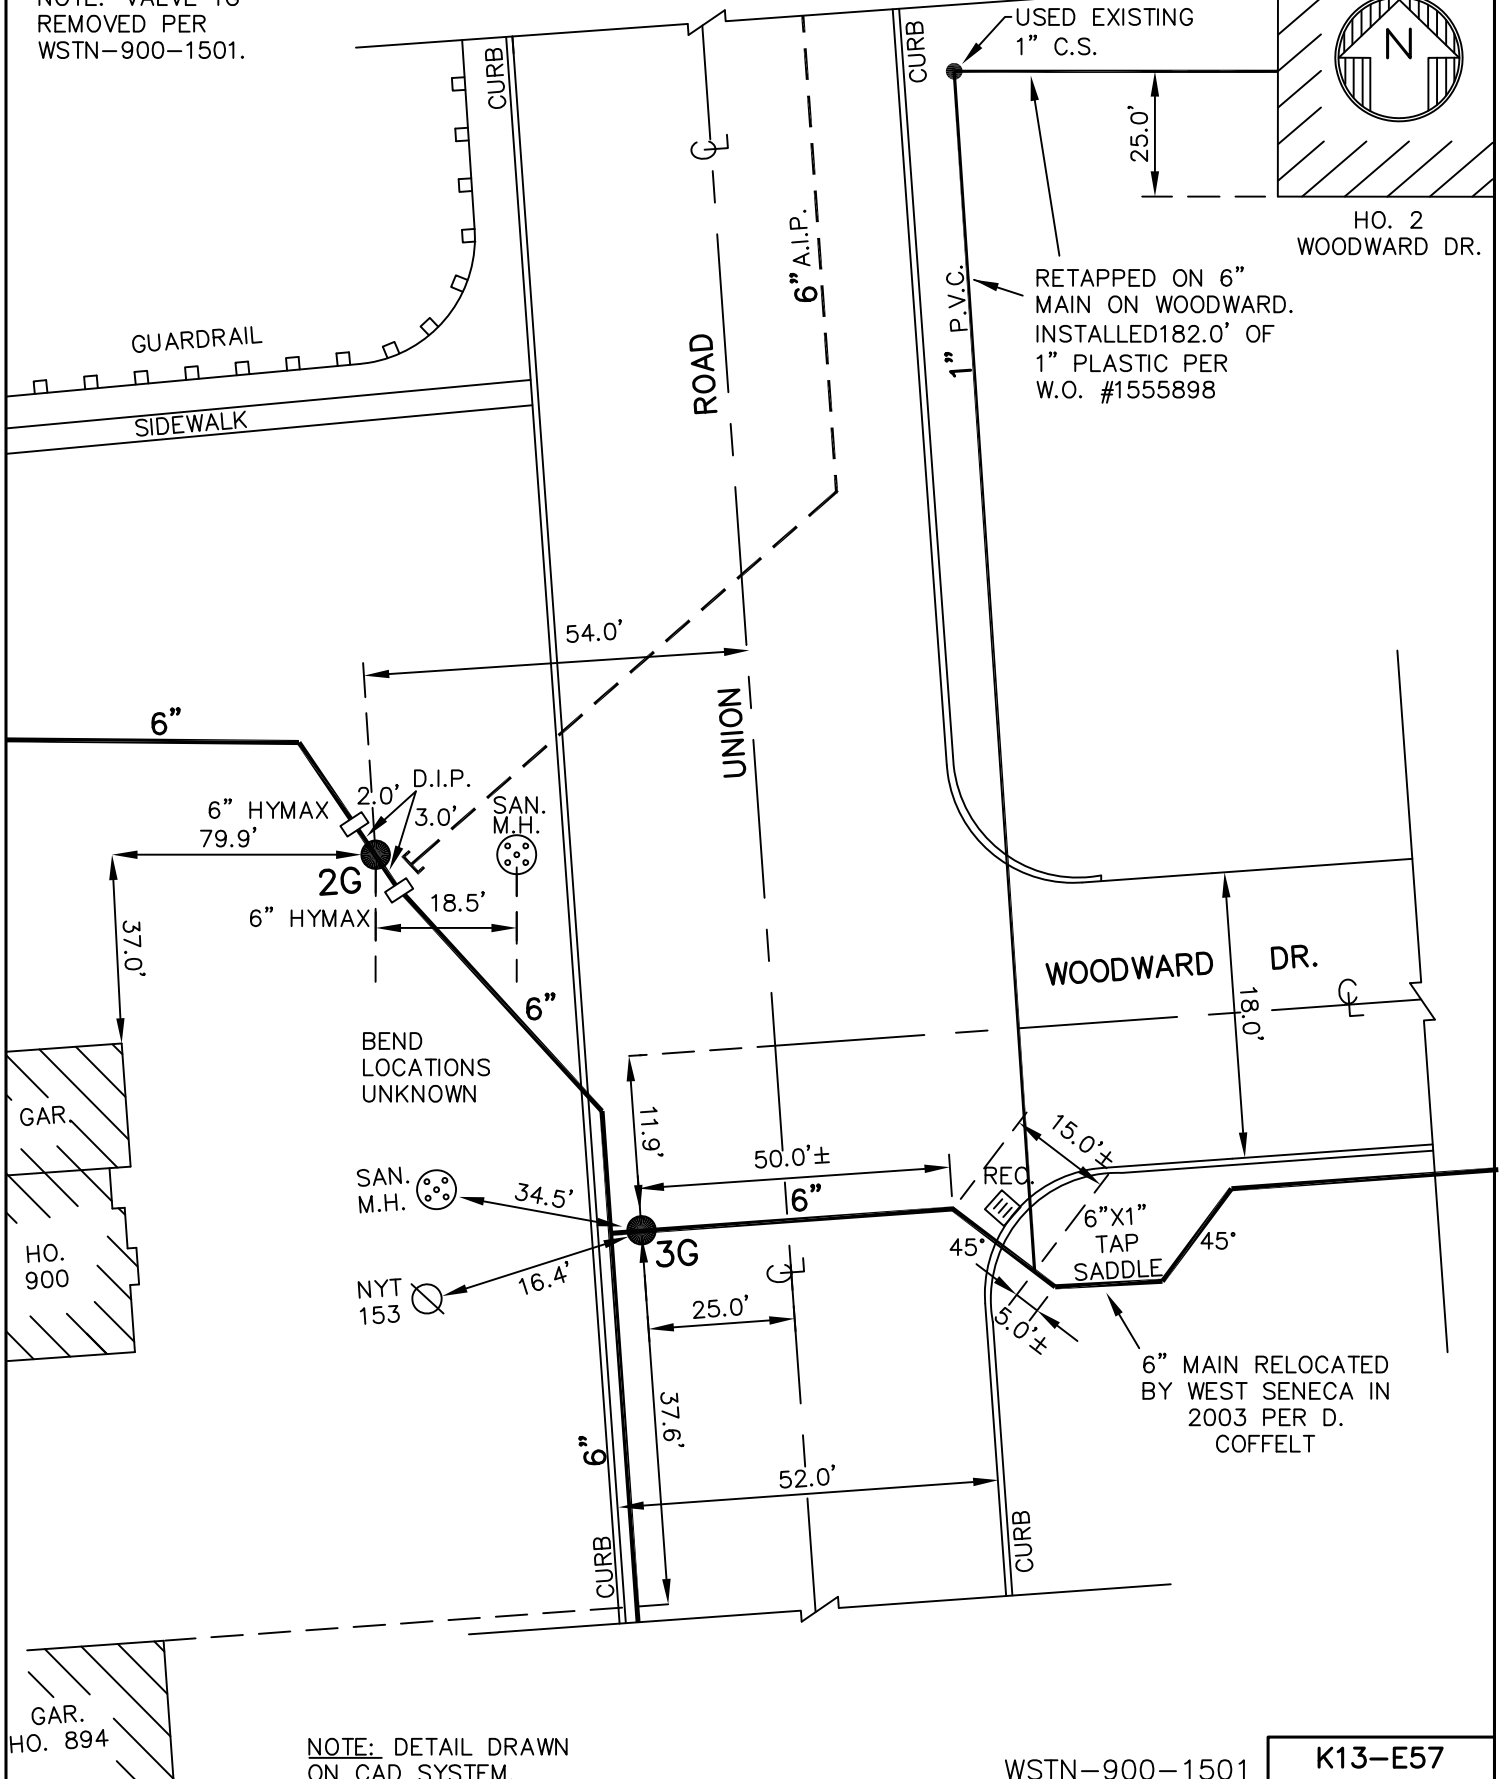 REMOVED PER
WSTN-900-1501.
CURB
CURB
USED EXISTING
1" C.S.
N
25.0'
HO. 2
WOODWARD DR.
6" A.I.P.
1" P.V.C.
RETAPPED ON 6"
MAIN ON WOODWARD.
INSTALLED182.0' OF
1" PLASTIC PER
W.O. #1555898
GUARDRAIL
SIDEWALK
ROAD
CL
54.0'
UNION
6"
2.0'
D.I.P.
6" HYMAX
3.0'
SAN.
M.H.
79.9'
2G
6" HYMAX
18.5'
37.0'
6"
BEND
LOCATIONS
UNKNOWN
WOODWARD DR.
CL
18.0'
GAR.
HO.
900
11.9'
50.0'±
15.0'±
REC.
SAN.
M.H.
34.5'
6"
6"X1"
TAP
SADDLE
3G
45°
45°
NYT
153
16.4'
CL
25.0'
5.0'±
6" MAIN RELOCATED
BY WEST SENECA IN
2003 PER D.
COFFELT
37.6'
6"
52.0'
CURB
CURB
GAR.
HO. 894
NOTE: DETAIL DRAWN
ON CAD SYSTEM
WSTN-900-1501
K13-E57